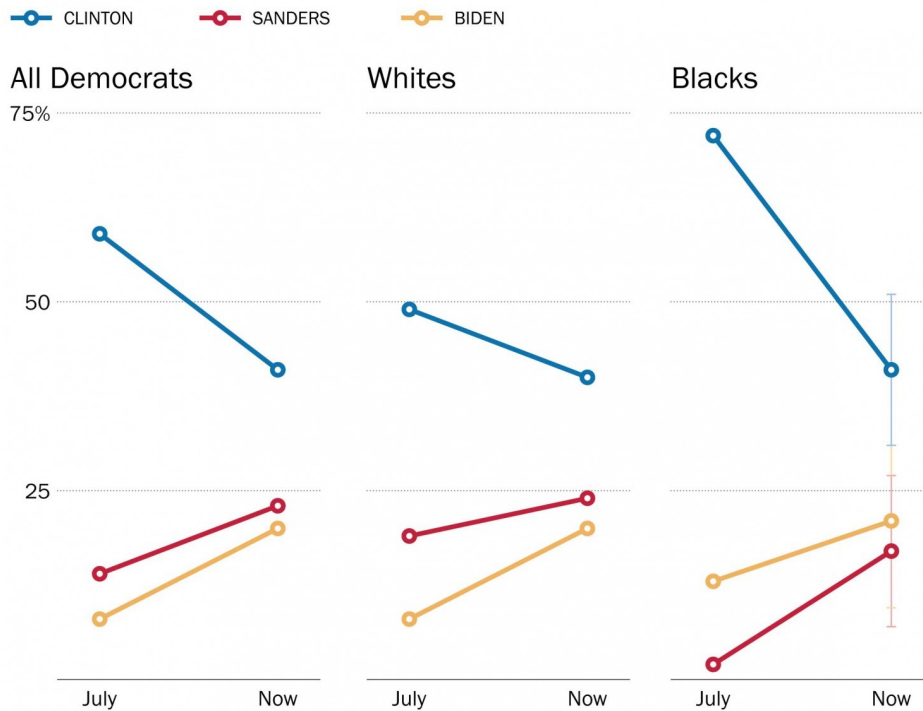 CLINTON SANDERS BIDEN
All Democrats Whites Blacks
75%
50
25
July Now July Now July Now